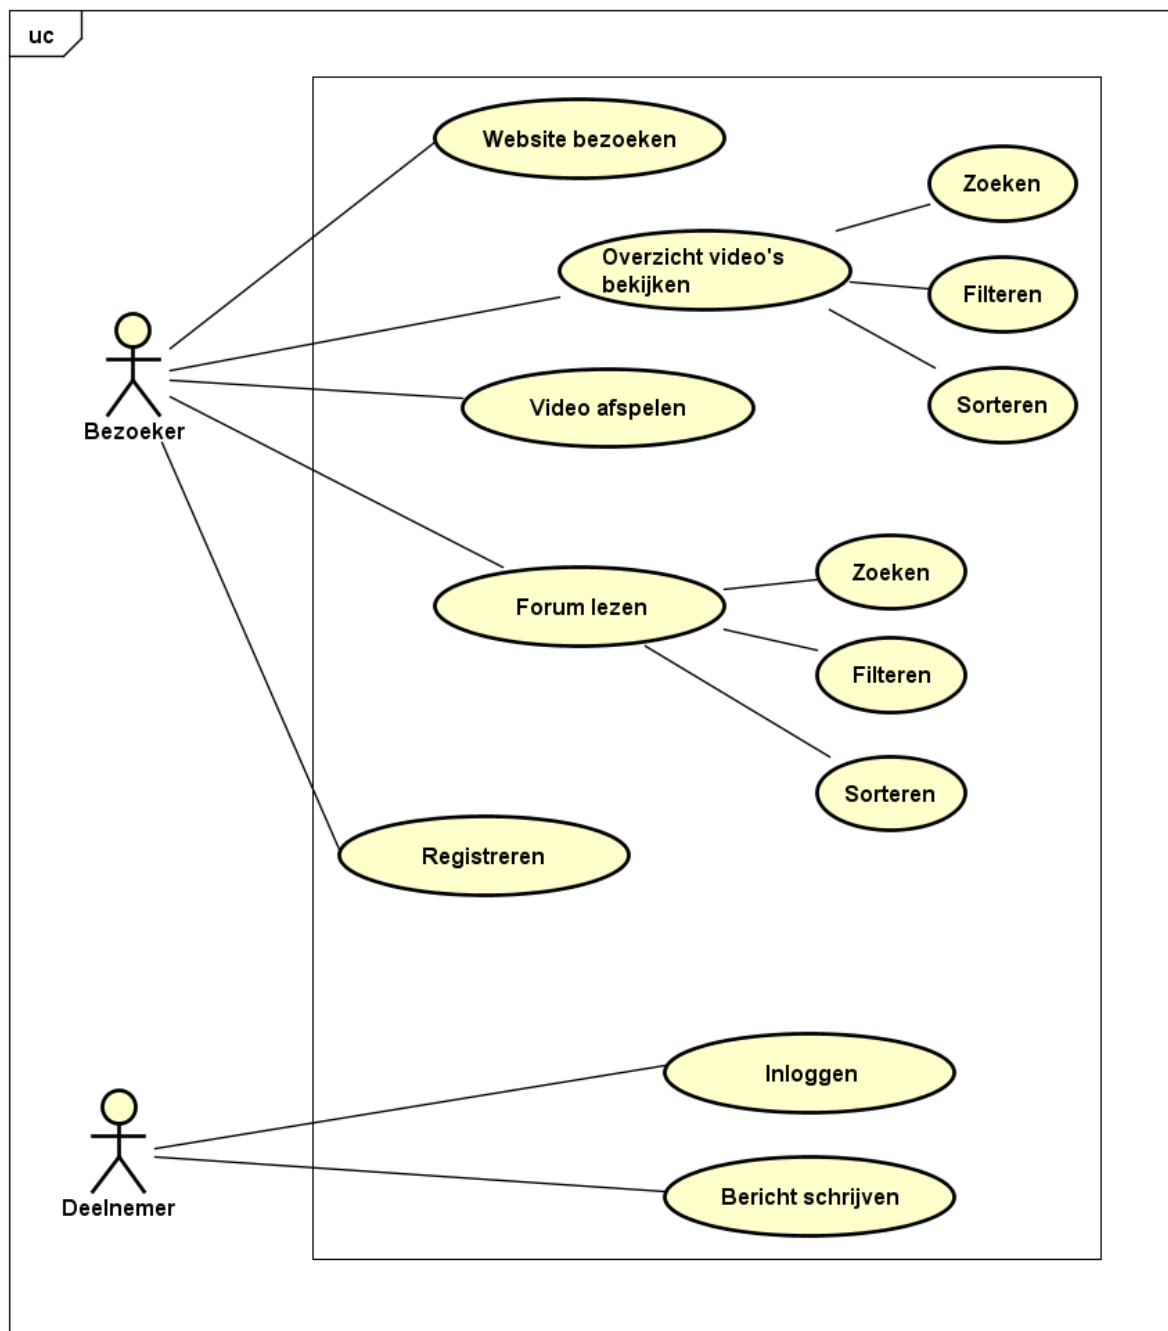 uc
Website bezoeken
Zoeken
Overzicht video's
bekijken
Filteren
Sorteren
Video afspelen
Bezoeker
Zoeken
Forum lezen
Filteren
Sorteren
Registreren
Inloggen
Deelnemer
Bericht schrijven